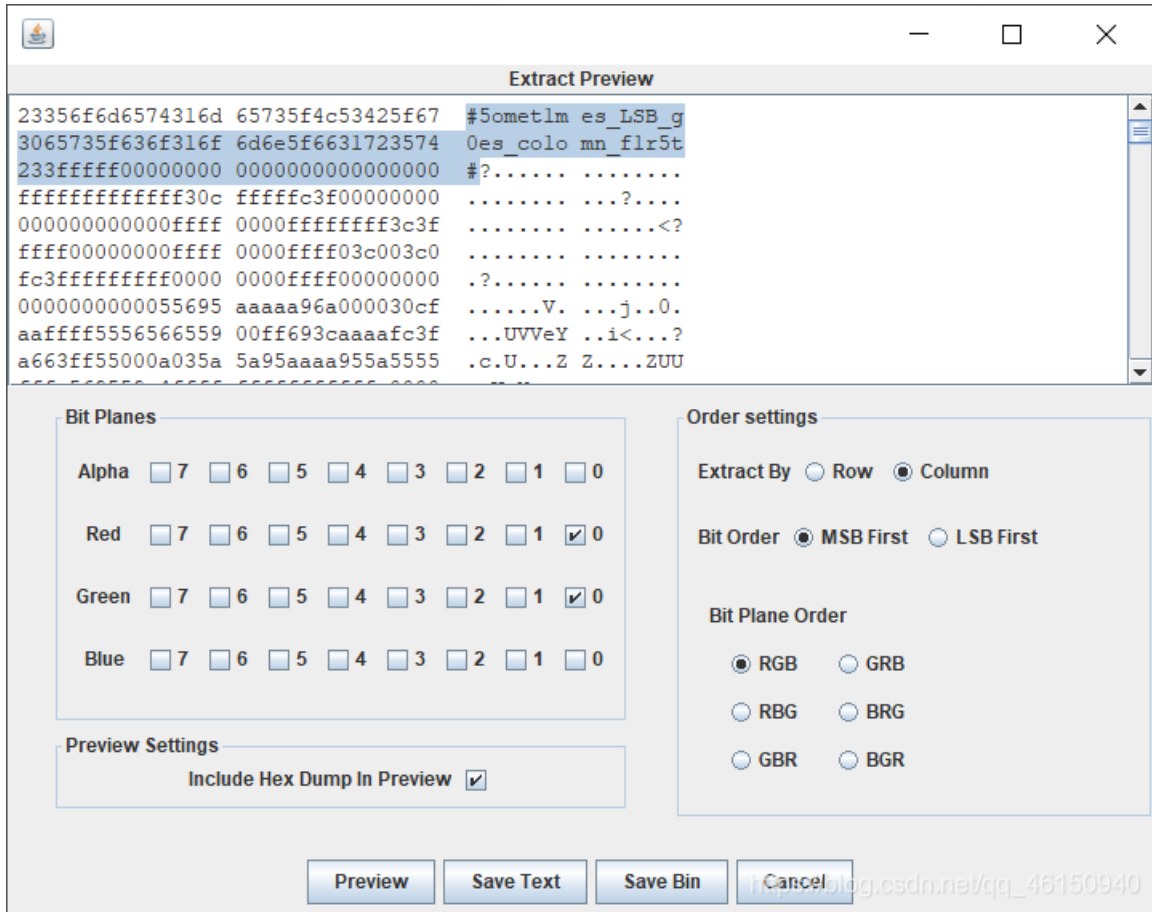 Extract Preview
23356f6d6574316d 65735f4c53425f67 #5omet1m es_LSB_g
3065735f636f316f 6d6e5f6631723574 0es_co1o mn_f1r5t
233fffff00000000 0000000000000000 #?...... ........
ffffffffffffff30c fffffc3f00000000 ........ ...?....
000000000000ffff 0000ffffffff3c3f ........ ......<?
ffff00000000ffff 0000ffff03c003c0 ........ ........
fc3fffffffff0000 0000ffff00000000 .?...... ........
0000000000055695 aaaaa96a000030cf ......V. ...j..0.
aaffff5556566559 00ff693caaaafc3f ...UVVeY ..i<...?
a663ff55000a035a 5a95aaaa955a5555 .c.U...Z Z....ZUU
Bit Planes
Alpha 7 6 5 4 3 2 1 0
Red 7 6 5 4 3 2 1 0
Green 7 6 5 4 3 2 1 0
Blue 7 6 5 4 3 2 1 0
Preview Settings
Include Hex Dump In Preview
Order settings
Extract By Row Column
Bit Order MSB First LSB First
Bit Plane Order
RGB GRB
RBG BRG
GBR BGR
Preview Save Text Save Bin Cancel
https://blog.csdn.net/qq_46150940